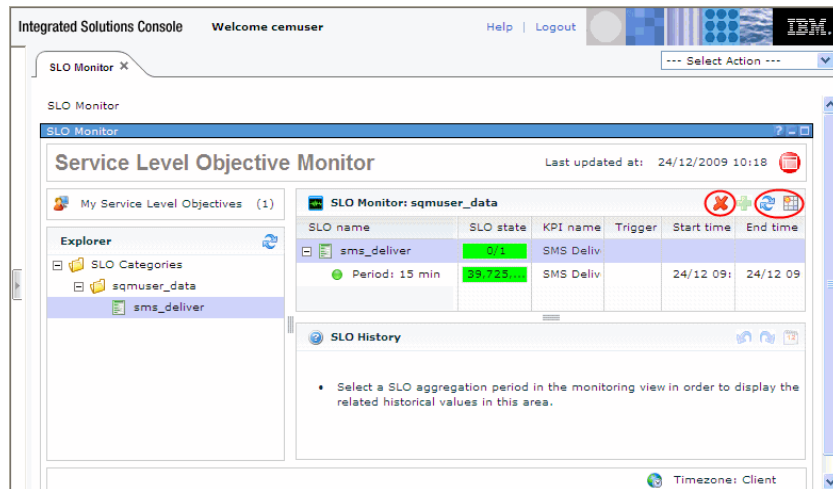 Integrated Solutions Console Welcome cemuser Help | Logout IBM.
SLO Monitor --- Select Action ---
SLO Monitor
SLO Monitor
Service Level Objective Monitor Last updated at: 24/12/2009 10:18
My Service Level Objectives (1)
SLO Monitor: sqmuser_data
SLO name SLO state KPI name Trigger Start time End time
sms_deliver 0/1 SMS Deliv
Period: 15 min 39,725,... SMS Deliv 24/12 09: 24/12 09
Explorer
SLO Categories
sqmuser_data
sms_deliver
SLO History
• Select a SLO aggregation period in the monitoring view in order to display the
related historical values in this area.
Timezone: Client